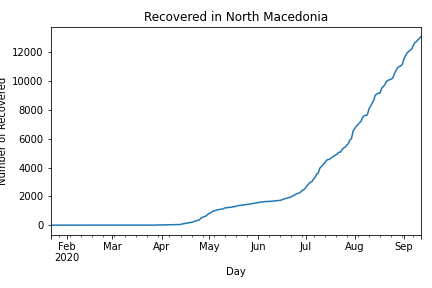 Recovered in North Macedonia
Number of Recovered
12000
10000
8000
6000
4000
2000
0
Feb Mar Apr May Jun Jul Aug Sep
2020
Day